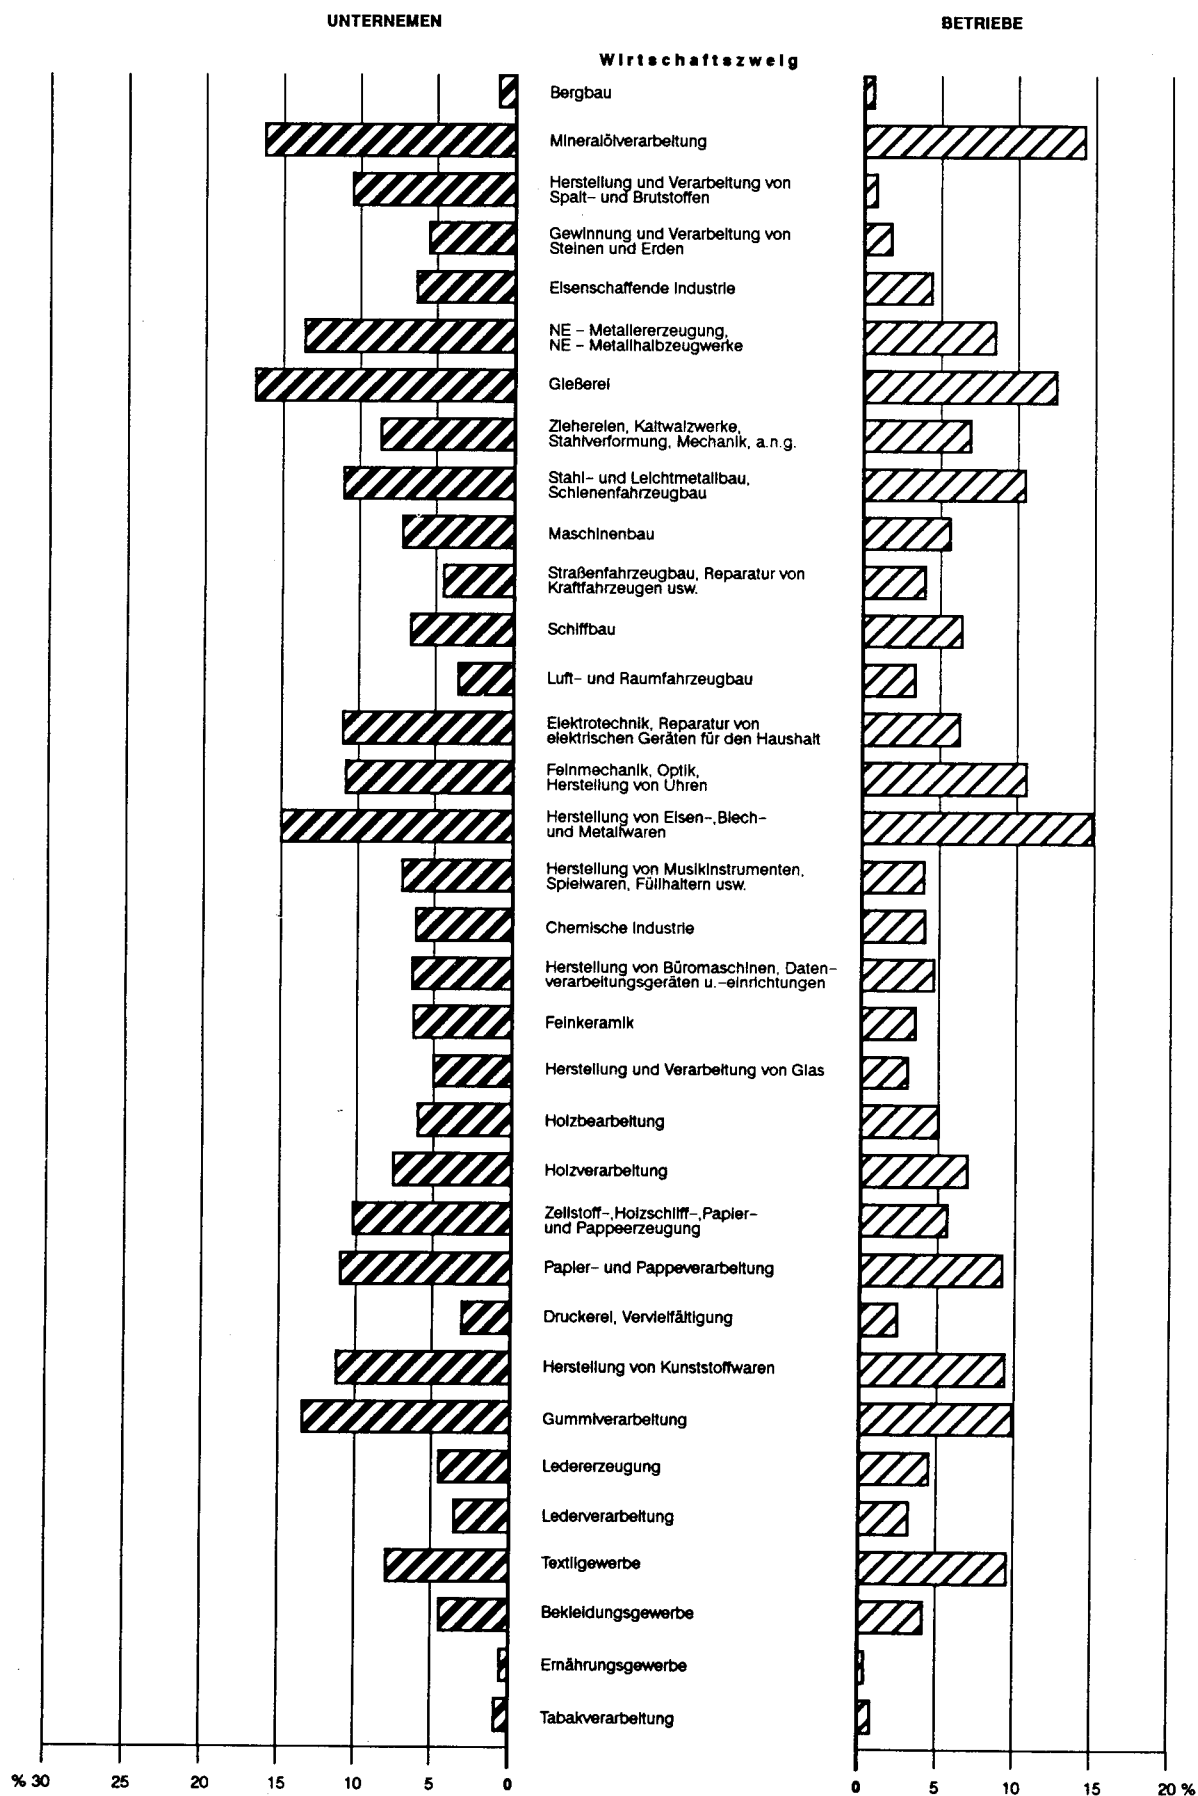 UNTERNEMEN
BETRIEBE
Wirtschaftszweig
Bergbau
Mineralölverarbeitung
Herstellung und Verarbeitung von
Spalt- und Brutstoffen
Gewinnung und Verarbeitung von
Steinen und Erden
Eisenschaffende Industrie
NE - Metallererzeugung,
NE - Metallhalbzeugwerke
Gießerei
Ziehereien, Kaltwalzwerke,
Stahlverformung, Mechanik, a.n.g.
Stahl- und Leichtmetallbau,
Schienenfahrzeugbau
Maschinenbau
Straßenfahrzeugbau, Reparatur von
Kraftfahrzeugen usw.
Schiffbau
Luft- und Raumfahrzeugbau
Elektrotechnik, Reparatur von
elektrischen Geräten für den Haushalt
Feinmechanik, Optik,
Herstellung von Uhren
Herstellung von Eisen-,Blech-
und Metallwaren
Herstellung von Musikinstrumenten,
Spielwaren, Füllhaltern usw.
Chemische Industrie
Herstellung von Büromaschinen, Daten-
verarbeitungsgeräten u.-einrichtungen
Feinkeramik
Herstellung und Verarbeitung von Glas
Holzbearbeitung
Holzverarbeitung
Zellstoff-,Holzschliff-,Papier-
und Pappeerzeugung
Papier- und Pappeverarbeitung
Druckerei, Vervielfältigung
Herstellung von Kunststoffwaren
Gummiverarbeitung
Ledererzeugung
Lederverarbeitung
Textilgewerbe
Bekleidungsgewerbe
Ernährungsgewerbe
Tabakverarbeitung
% 30 25 20 15 10 5 0
0 5 10 15 20 %